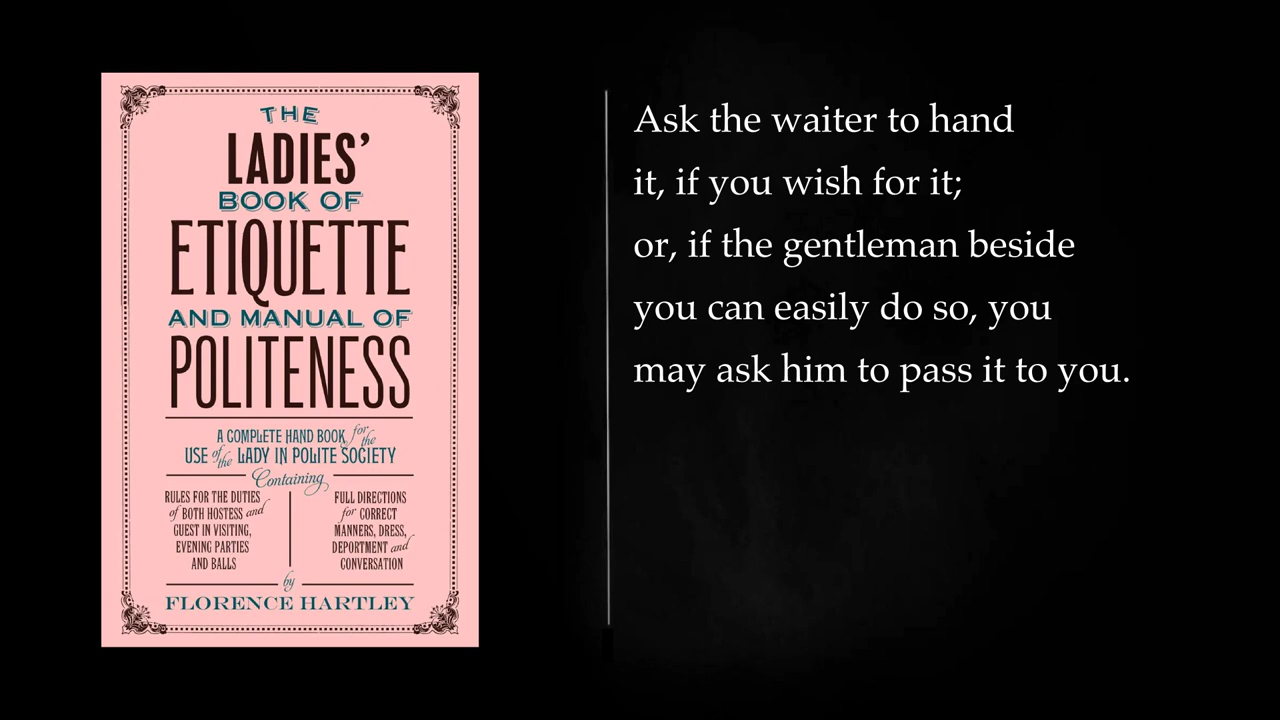 THE
LADIES'
BOOK OF
ETIQUETTE
AND MANUAL OF
POLITENESS
A COMPLETE HAND BOOK for the
USE of the LADY IN POLITE SOCIETY
Containing
RULES FOR THE DUTIES
of BOTH HOSTESS and
GUEST IN VISITING,
EVENING PARTIES
AND BALLS
FULL DIRECTIONS
for CORRECT
MANNERS, DRESS,
DEPORTMENT and
CONVERSATION
by
FLORENCE HARTLEY
Ask the waiter to hand
it, if you wish for it;
or, if the gentleman beside
you can easily do so, you
may ask him to pass it to you.